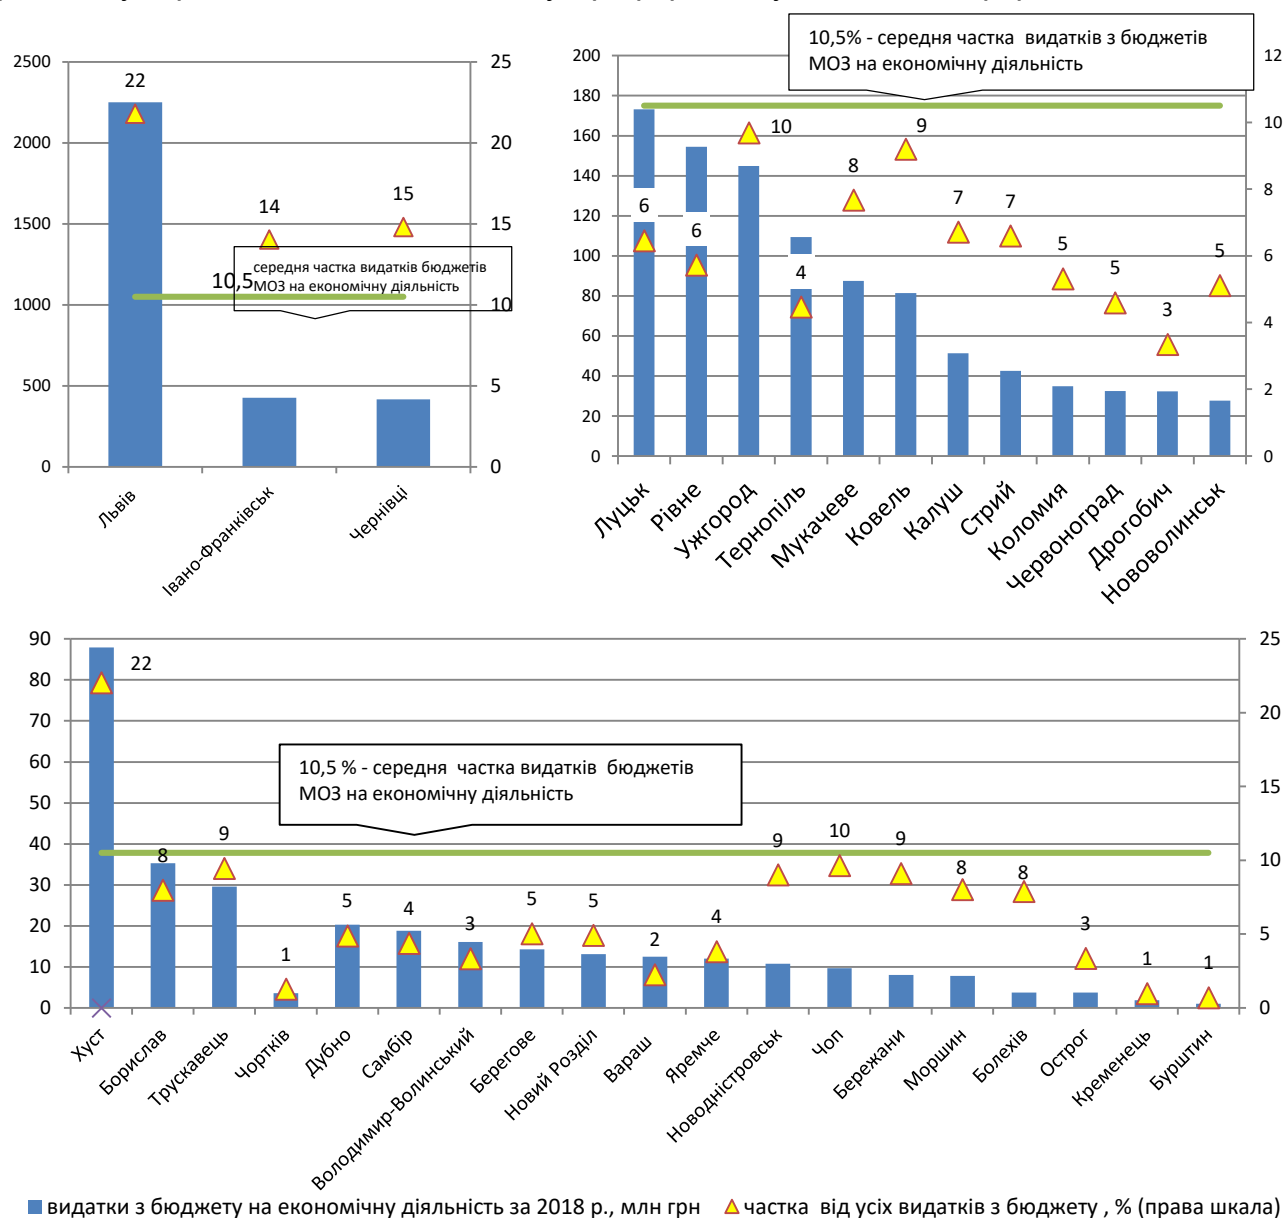 2500
2000
1500
1000
500
0
25
20
15
10
5
0
22
14
15
10,5
середня частка видатків бюджетів
МОЗ на економічну діяльність
Львів
Івано-Франківськ
Чернівці
10,5% - середня частка видатків з бюджетів
МОЗ на економічну діяльність
200
180
160
140
120
100
80
60
40
20
0
12
10
8
6
4
2
0
6
6
10
4
8
9
7
7
5
5
3
5
Луцьк
Рівне
Ужгород
Тернопіль
Мукачеве
Ковель
Калуш
Стрий
Коломия
Червоноград
Дрогобич
Нововолинськ
10,5 % - середня частка видатків бюджетів
МОЗ на економічну діяльність
90
80
70
60
50
40
30
20
10
0
25
20
15
10
5
0
22
8
9
1
5
4
3
5
5
2
4
9
10
9
8
8
3
1
1
Хуст
Борислав
Трускавець
Чортків
Дубно
Самбір
Володимир-Волинський
Берегове
Новий Розділ
Вараш
Яремче
Новодністровськ
Чоп
Бережани
Моршин
Болехів
Острог
Кременець
Бурштин
видатки з бюджету на економічну діяльність за 2018 р., млн грн
частка від усіх видатків з бюджету , % (права шкала)